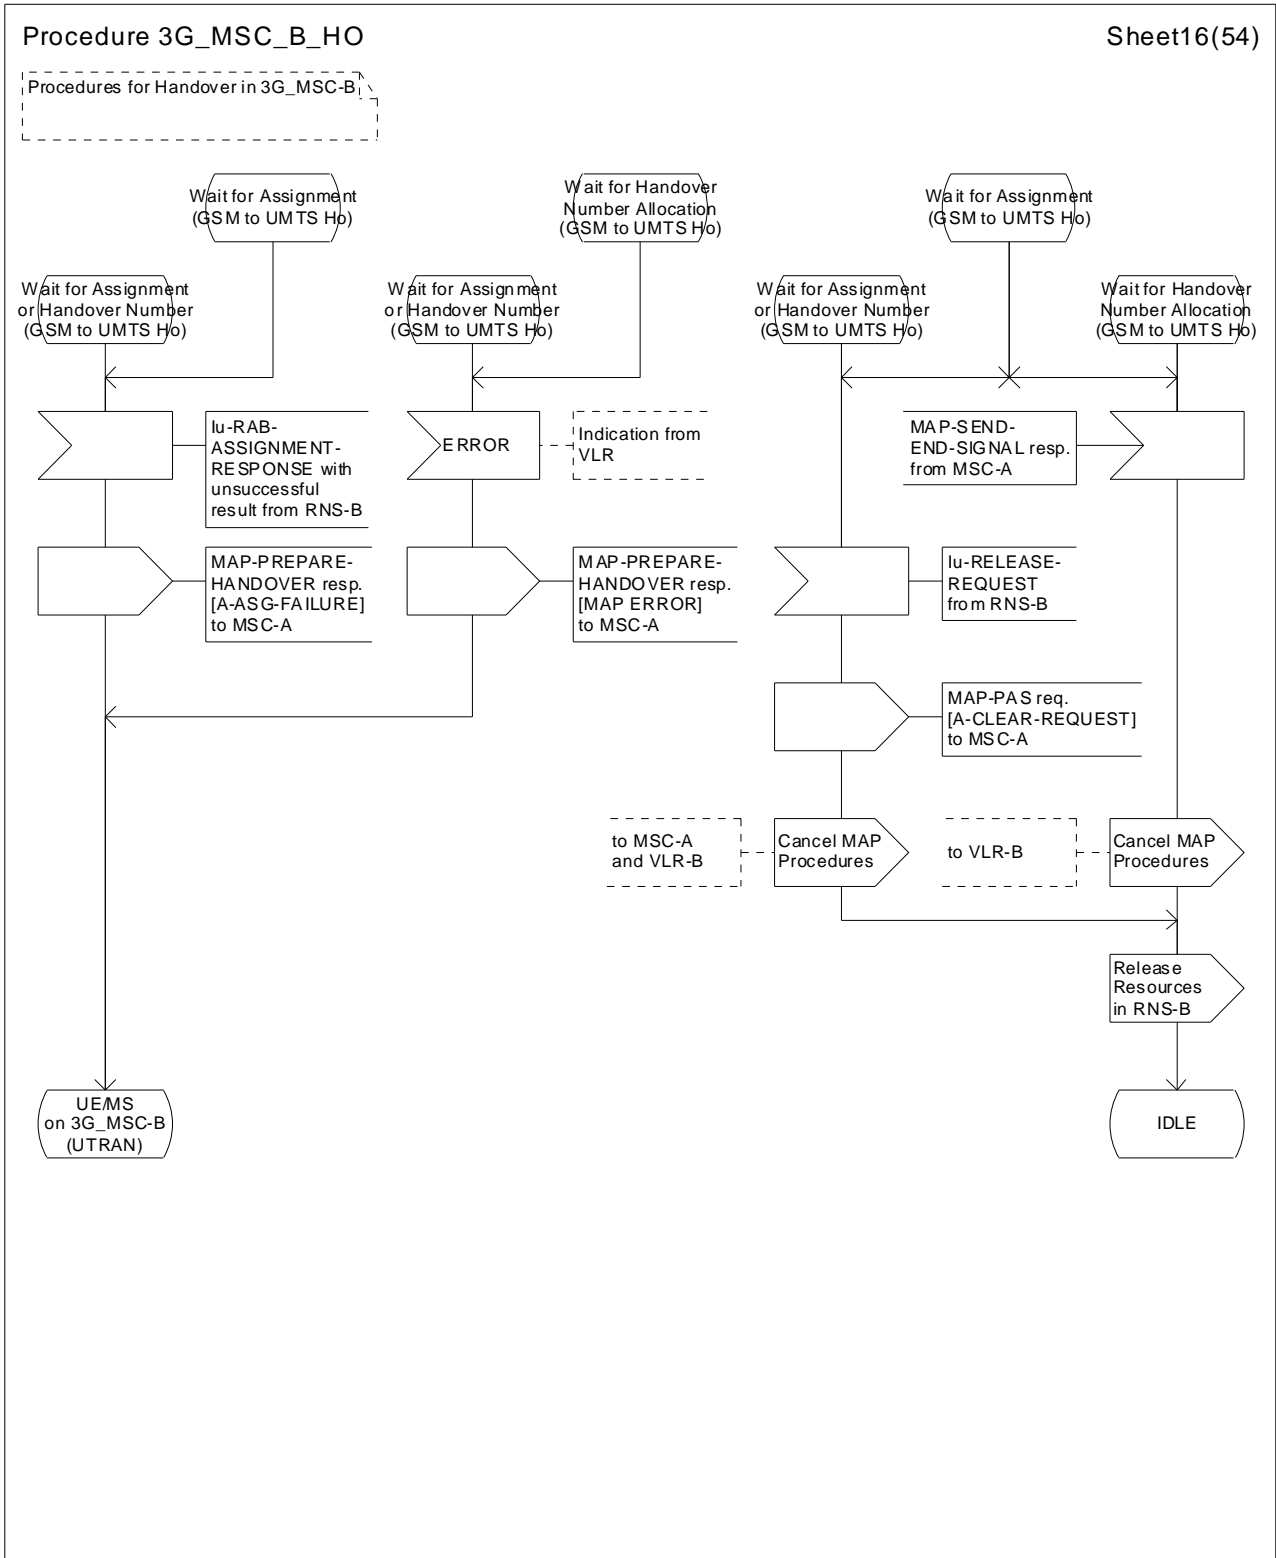 Procedure 3G_MSC_B_HO
Sheet16(54)
Procedures for Handover in 3G_MSC-B
Wait for Assignment
(GSM to UMTS Ho)
Wait for Handover
Number Allocation
(GSM to UMTS Ho)
Wait for Assignment
(GSM to UMTS Ho)
Wait for Assignment
or Handover Number
(GSM to UMTS Ho)
Wait for Assignment
or Handover Number
(GSM to UMTS Ho)
Wait for Assignment
or Handover Number
(GSM to UMTS Ho)
Wait for Handover
Number Allocation
(GSM to UMTS Ho)
Iu-RAB-
ASSIGNMENT-
RESPONSE with
unsuccessful
result from RNS-B
ERROR
Indication from
VLR
MAP-SEND-
END-SIGNAL resp.
from MSC-A
MAP-PREPARE-
HANDOVER resp.
[A-ASG-FAILURE]
to MSC-A
MAP-PREPARE-
HANDOVER resp.
[MAP ERROR]
to MSC-A
Iu-RELEASE-
REQUEST
from RNS-B
MAP-PAS req.
[A-CLEAR-REQUEST]
to MSC-A
to MSC-A
and VLR-B
Cancel MAP
Procedures
to VLR-B
Cancel MAP
Procedures
Release
Resources
in RNS-B
UE/MS
on 3G_MSC-B
(UTRAN)
IDLE